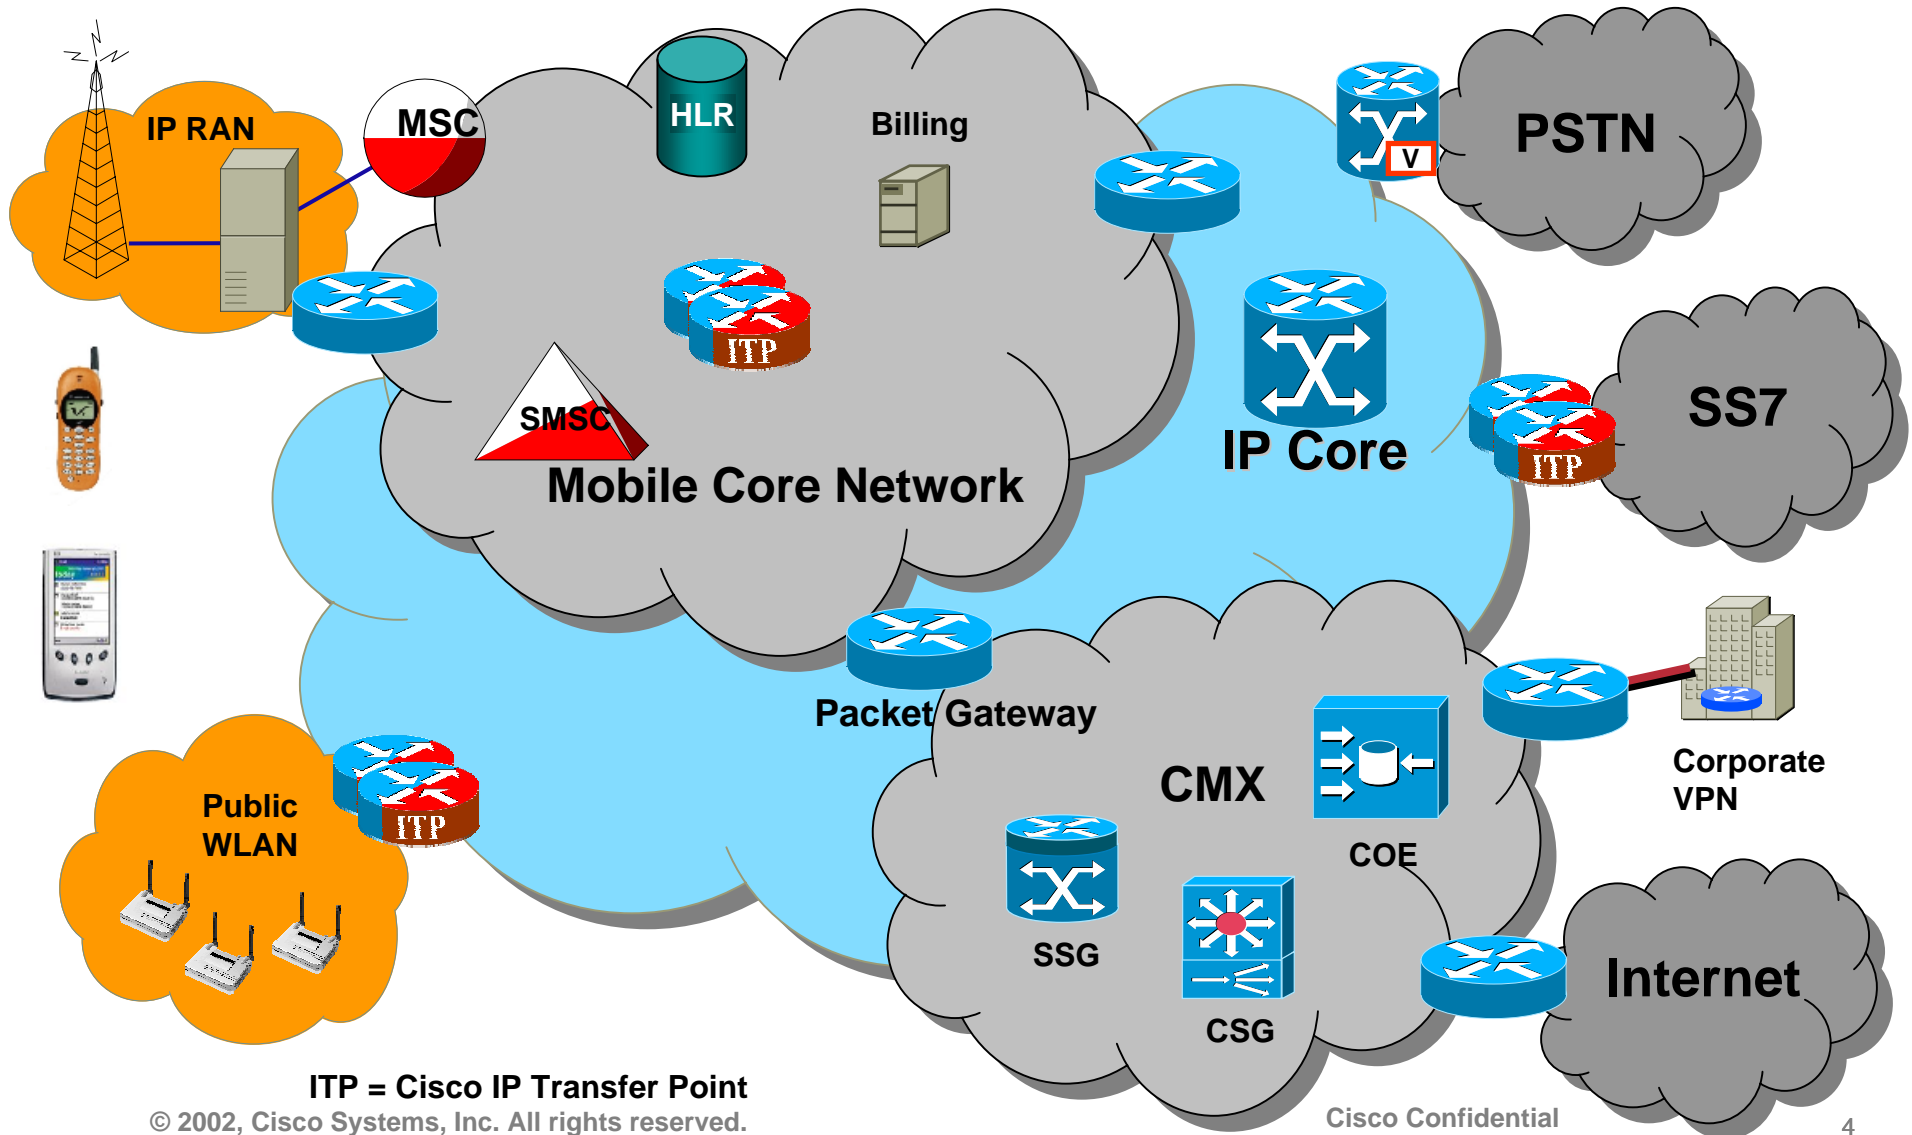 IP RAN
MSC
HLR
Billing
V
PSTN
ITP
SMSC
Mobile Core Network
IP Core
ITP
SS7
Packet Gateway
CMX
COE
Corporate
VPN
Public
WLAN
ITP
SSG
CSG
Internet
ITP = Cisco IP Transfer Point
© 2002, Cisco Systems, Inc. All rights reserved.
Cisco Confidential
4